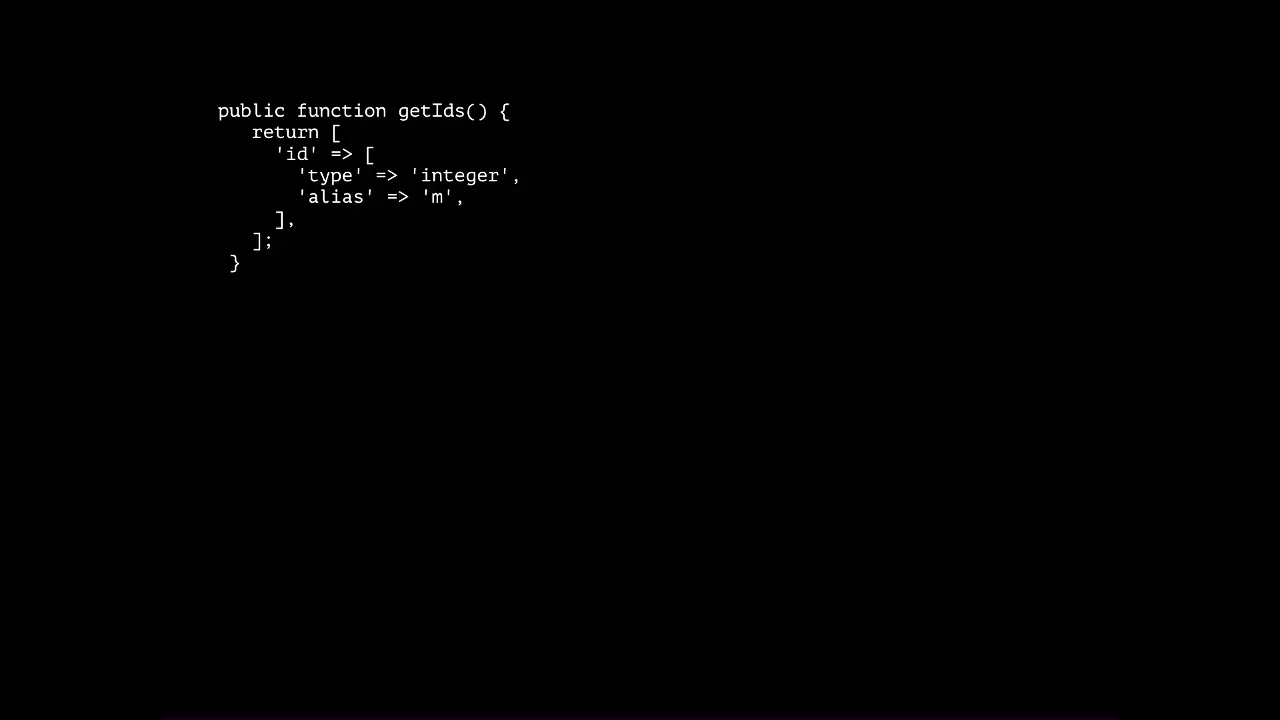 public function getIds() {
return [
'id' => [
'type' => 'integer',
'alias' => 'm',
],
];
}